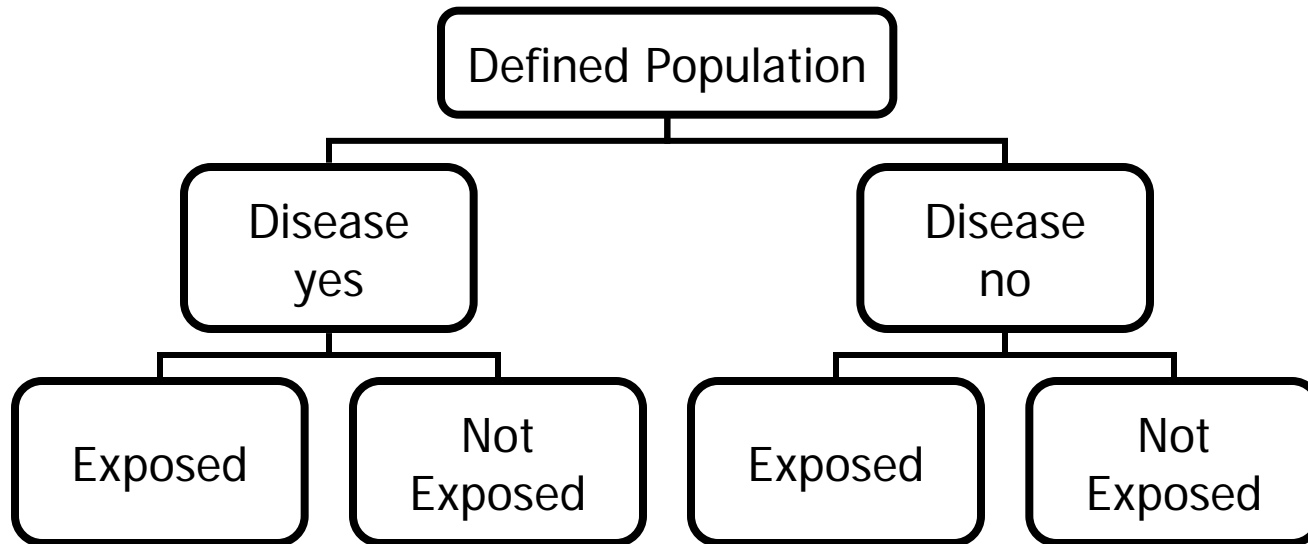 Defined Population
Disease
yes
Disease
no
Exposed
Not
Exposed
Exposed
Not
Exposed